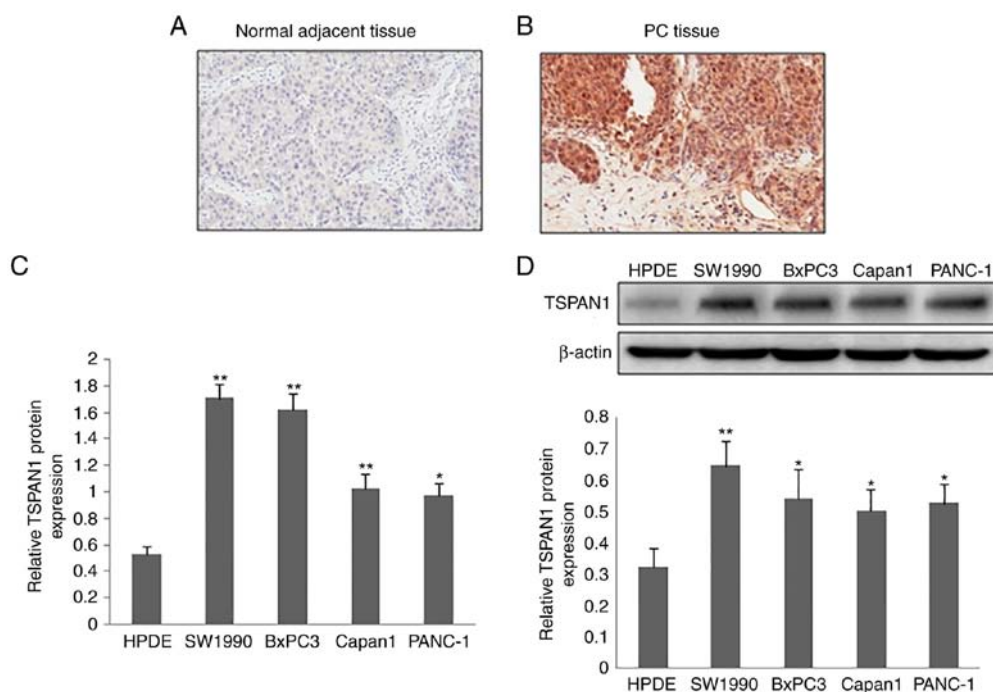 A
Normal adjacent tissue
B
PC tissue
C
Relative TSPAN1 protein
expression
2
1.8
1.6
1.4
1.2
1
0.8
0.6
0.4
0.2
0
**
**
**
*
HPDE SW1990 BxPC3 Capan1 PANC-1
D
HPDE SW1990 BxPC3 Capan1 PANC-1
TSPAN1
β-actin
Relative TSPAN1 protein
expression
0.8
0.7
0.6
0.5
0.4
0.3
0.2
0.1
0
**
*
*
*
HPDE SW1990 BxPC3 Capan1 PANC-1